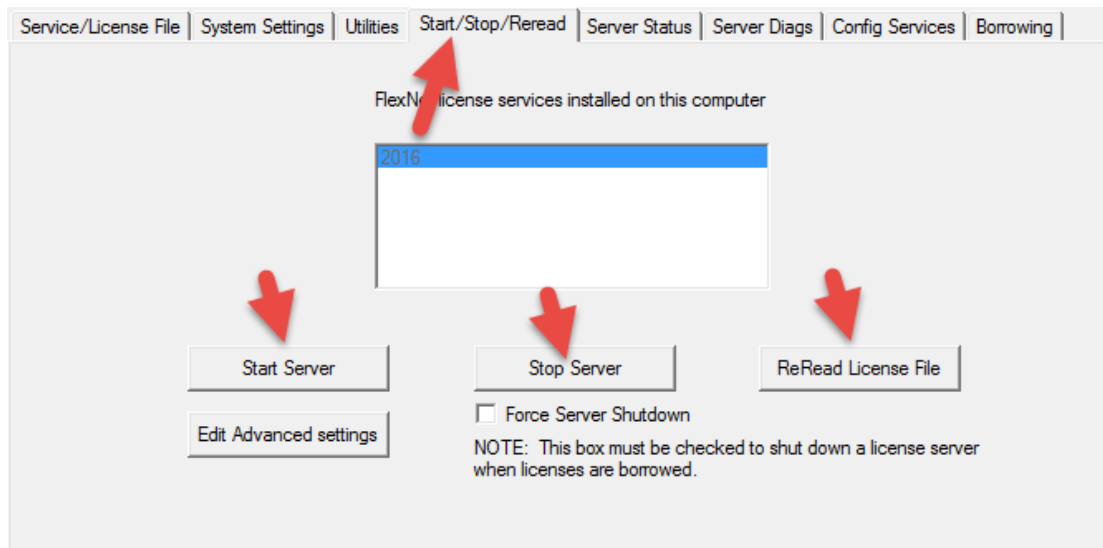 Service/License File System Settings Utilities Start/Stop/Reread Server Status Server Diags Config Services Borrowing
license services installed on this computer
2016
Start Server Stop Server ReRead License File
Force Server Shutdown
Edit Advanced settings
NOTE: This box must be checked to shut down a license server
when licenses are borrowed.